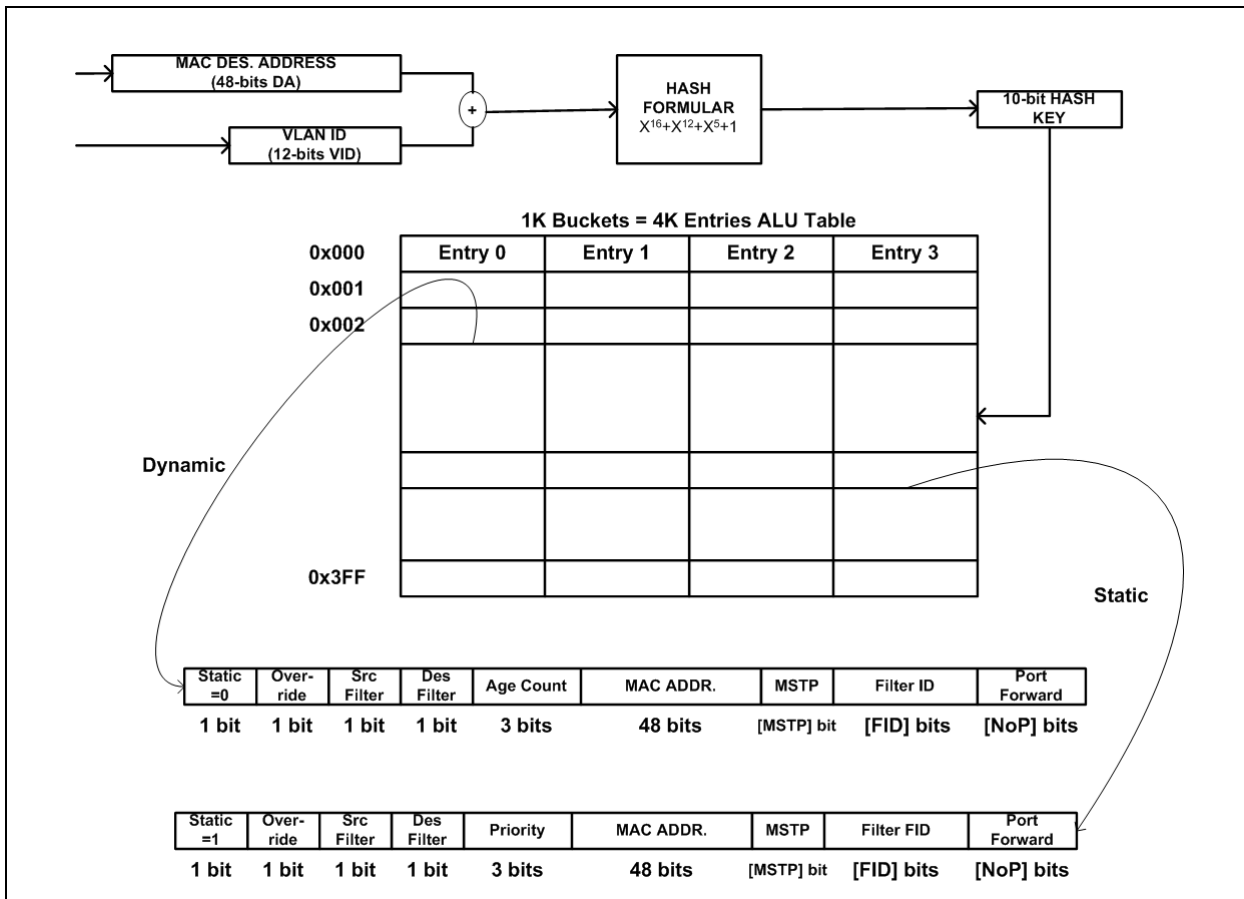 MAC DES. ADDRESS
(48-bits DA)
+
VLAN ID
(12-bits VID)
HASH
FORMULAR
X¹⁶+X¹²+X⁵+1
10-bit HASH
KEY
1K Buckets = 4K Entries ALU Table
0x000 Entry 0 Entry 1 Entry 2 Entry 3
0x001
0x002
Dynamic
0x3FF
Static
Static
=0
Over-
ride
Src
Filter
Des
Filter
Age Count
MAC ADDR.
MSTP
Filter ID
Port
Forward
1 bit 1 bit 1 bit 1 bit 3 bits 48 bits [MSTP] bit [FID] bits [NoP] bits
Static
=1
Over-
ride
Src
Filter
Des
Filter
Priority
MAC ADDR.
MSTP
Filter FID
Port
Forward
1 bit 1 bit 1 bit 1 bit 3 bits 48 bits [MSTP] bit [FID] bits [NoP] bits